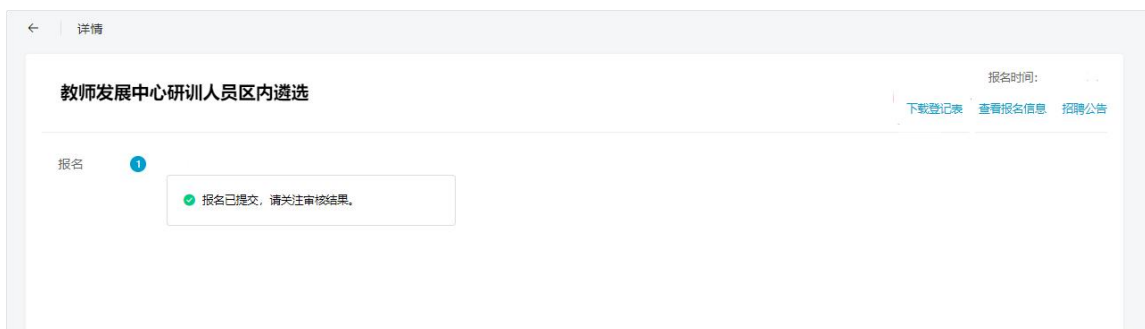 详情
教师发展中心研训人员区内遴选
报名时间：
下载登记表 查看报名信息 招聘公告
报名 1
报名已提交，请关注审核结果。